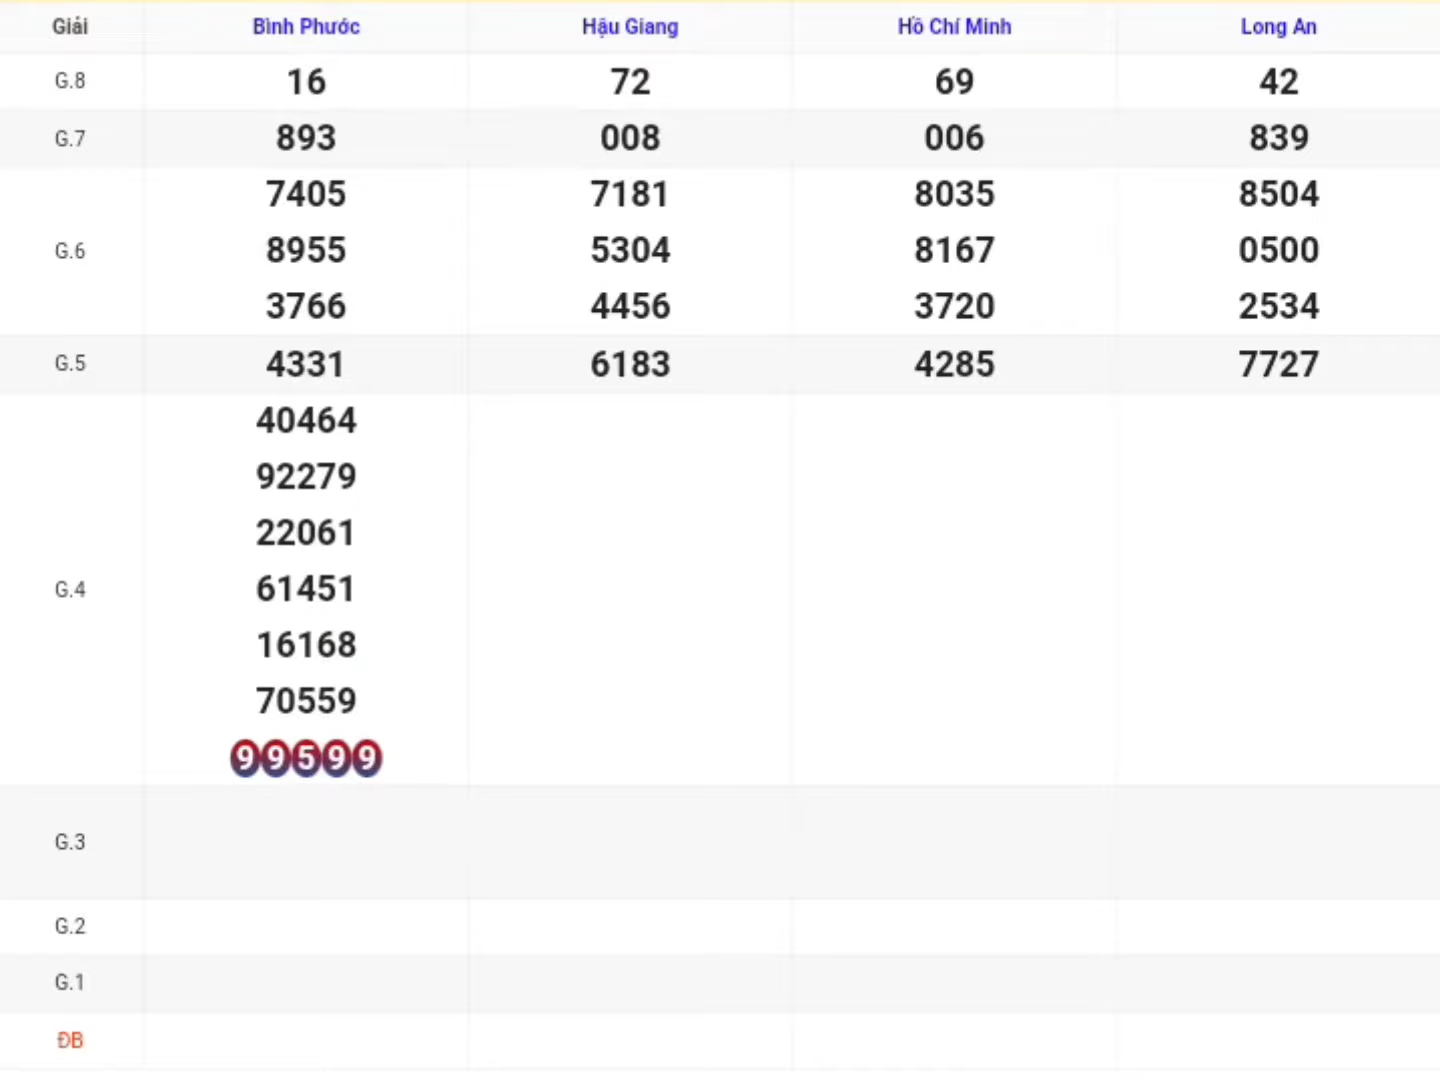 Giải Bình Phước Hậu Giang Hồ Chí Minh Long An
G.8 16 72 69 42
G.7 893 008 006 839
7405 7181 8035 8504
G.6 8955 5304 8167 0500
3766 4456 3720 2534
G.5 4331 6183 4285 7727
40464
92279
22061
G.4 61451
16168
70559
99599
G.3
G.2
G.1
ĐB